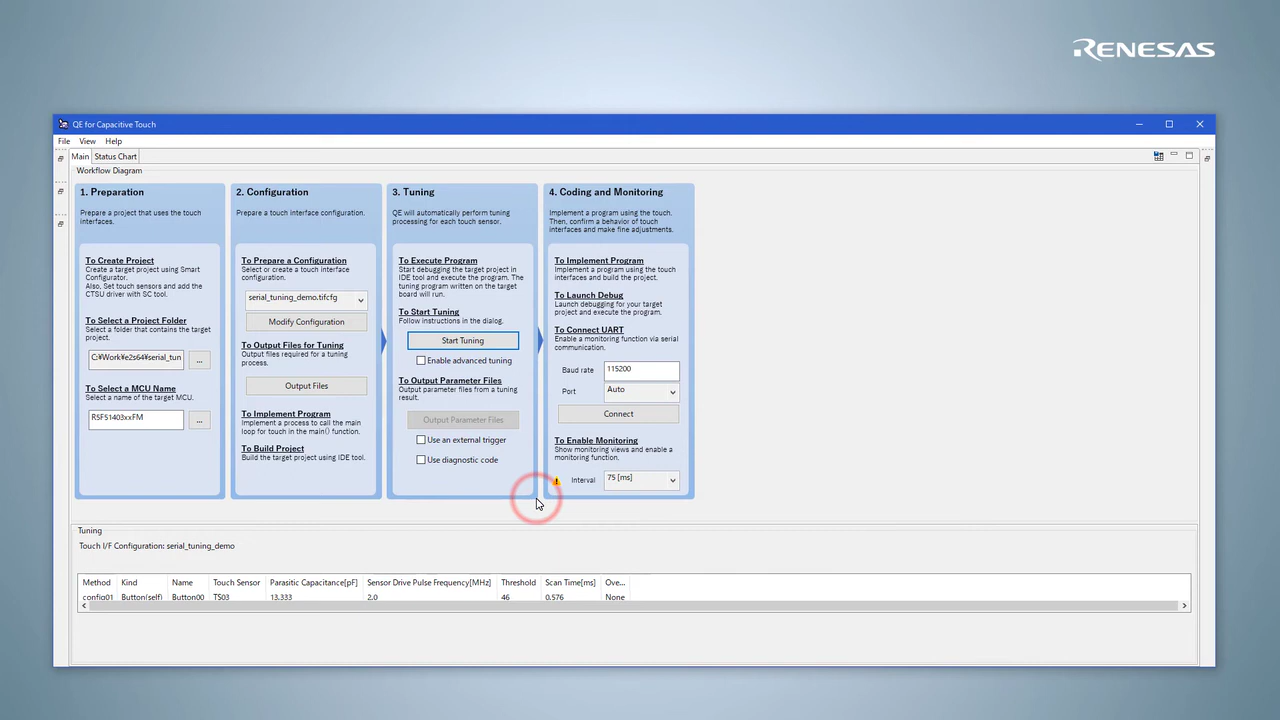 RENESAS
QE for Capacitive Touch
File View Help
Main Status Chart
Workflow Diagram
1. Preparation
Prepare a project that uses the touch
interfaces.
To Create Project
Create a target project using Smart
Configurator.
Also, Set touch sensors and add the
CTSU driver with SC tool.
To Select a Project Folder
Select a folder that contains the target
project.
C:¥Work¥e2s64¥serial_tun
...
To Select a MCU Name
Select a name of the target MCU.
R5F51403xxFM
...
2. Configuration
Prepare a touch interface configuration.
To Prepare a Configuration
Select or create a touch interface
configuration.
serial_tuning_demo.tifcfg
Modify Configuration
To Output Files for Tuning
Output files required for a tuning
process.
Output Files
To Implement Program
Implement a process to call the main
loop for touch in the main() function.
To Build Project
Build the target project using IDE tool.
3. Tuning
QE will automatically perform tuning
processing for each touch sensor.
To Execute Program
Start debugging the target project in
IDE tool and execute the program. The
tuning program written on the target
board will run.
To Start Tuning
Follow instructions in the dialog.
Start Tuning
Enable advanced tuning
To Output Parameter Files
Output parameter files from a tuning
result.
Output Parameter Files
Use an external trigger
Use diagnostic code
4. Coding and Monitoring
Implement a program using the touch.
Then, confirm a behavior of touch
interfaces and make fine adjustments.
To Implement Program
Implement a program using the touch
interfaces and build the project.
To Launch Debug
Launch debugging for your target
project and execute the program.
To Connect UART
Enable a monitoring function via serial
communication.
Baud rate 115200
Port Auto
Connect
To Enable Monitoring
Show monitoring views and enable a
monitoring function.
Interval 75 [ms]
Tuning
Touch I/F Configuration: serial_tuning_demo
Method Kind Name Touch Sensor Parasitic Capacitance[pF] Sensor Drive Pulse Frequency[MHz] Threshold Scan Time[ms] Ove...
config01 Button(self) Button00 TS03 13.333 2.0 46 0.576 None